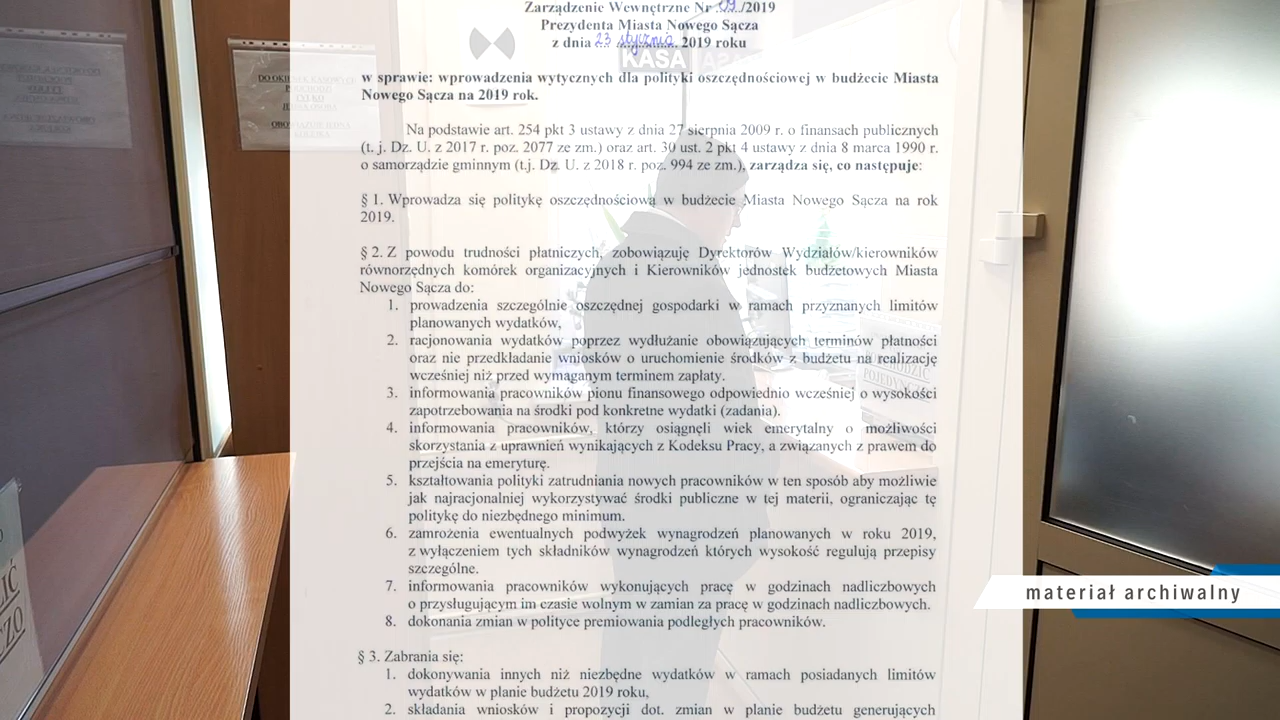 Zarządzenie Wewnętrzne Nr 09/2019
Prezydenta Miasta Nowego Sącza
z dnia 23 stycznia 2019 roku
KASA
w sprawie: wprowadzenia wytycznych dla polityki oszczędnościowej w budżecie Miasta
Nowego Sącza na 2019 rok.
Na podstawie art. 254 pkt 3 ustawy z dnia 27 sierpnia 2009 r. o finansach publicznych
(t. j. Dz. U. z 2017 r. poz. 2077 ze zm.) oraz art. 30 ust. 2 pkt 4 ustawy z dnia 8 marca 1990 r.
o samorządzie gminnym (t.j. Dz. U. z 2018 r. poz. 994 ze zm.), zarządza się, co następuje:
§ 1. Wprowadza się politykę oszczędnościową w budżecie Miasta Nowego Sącza na rok
2019.
§ 2. Z powodu trudności płatniczych, zobowiązuję Dyrektorów Wydziałów/kierowników
równorzędnych komórek organizacyjnych i Kierowników jednostek budżetowych Miasta
Nowego Sącza do:
1. prowadzenia szczególnie oszczędnej gospodarki w ramach przyznanych limitów
planowanych wydatków,
2. racjonowania wydatków poprzez wydłużanie obowiązujących terminów płatności
oraz nie przedkładanie wniosków o uruchomienie środków z budżetu na realizację
wcześniej niż przed wymaganym terminem zapłaty.
3. informowania pracowników pionu finansowego odpowiednio wcześniej o wysokości
zapotrzebowania na środki pod konkretne wydatki (zadania).
4. informowania pracowników, którzy osiągnęli wiek emerytalny o możliwości
skorzystania z uprawnień wynikających z Kodeksu Pracy, a związanych z prawem do
przejścia na emeryturę.
5. kształtowania polityki zatrudniania nowych pracowników w ten sposób aby możliwie
jak najracjonalniej wykorzystywać środki publiczne w tej materii, ograniczając tę
politykę do niezbędnego minimum.
6. zamrożenia ewentualnych podwyżek wynagrodzeń planowanych w roku 2019,
z wyłączeniem tych składników wynagrodzeń których wysokość regulują przepisy
szczególne.
7. informowania pracowników wykonujących pracę w godzinach nadliczbowych
o przysługującym im czasie wolnym w zamian za pracę w godzinach nadliczbowych.
8. dokonania zmian w polityce premiowania podległych pracowników.
§ 3. Zabrania się:
1. dokonywania innych niż niezbędne wydatków w ramach posiadanych limitów
wydatków w planie budżetu 2019 roku,
2. składania wniosków i propozycji dot. zmian w planie budżetu generujących
materiał archiwalny